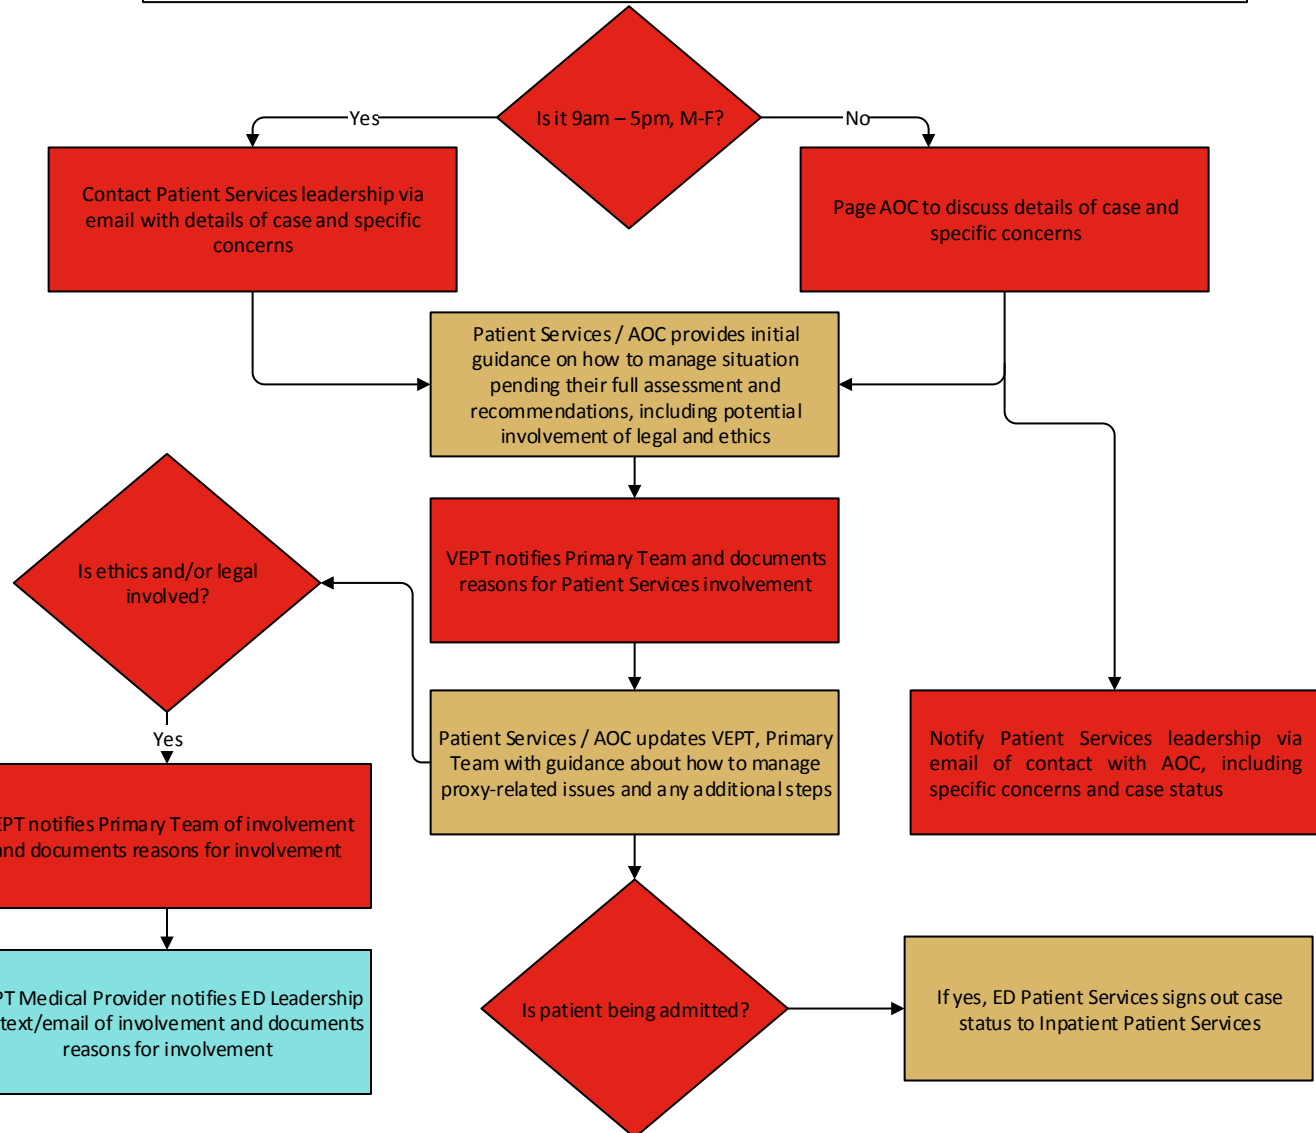 Is it 9am – 5pm, M-F?
Yes
No
Contact Patient Services leadership via
email with details of case and specific
concerns
Page AOC to discuss details of case and
specific concerns
Patient Services / AOC provides initial
guidance on how to manage situation
pending their full assessment and
recommendations, including potential
involvement of legal and ethics
VEPT notifies Primary Team and documents
reasons for Patient Services involvement
Is ethics and/or legal
involved?
Patient Services / AOC updates VEPT, Primary
Team with guidance about how to manage
proxy-related issues and any additional steps
Notify Patient Services leadership via
email of contact with AOC, including
specific concerns and case status
Yes
notifies Primary Team of involvement
documents reasons for involvement
Medical Provider notifies ED Leadership
text/email of involvement and documents
reasons for involvement
Is patient being admitted?
If yes, ED Patient Services signs out case
status to Inpatient Patient Services